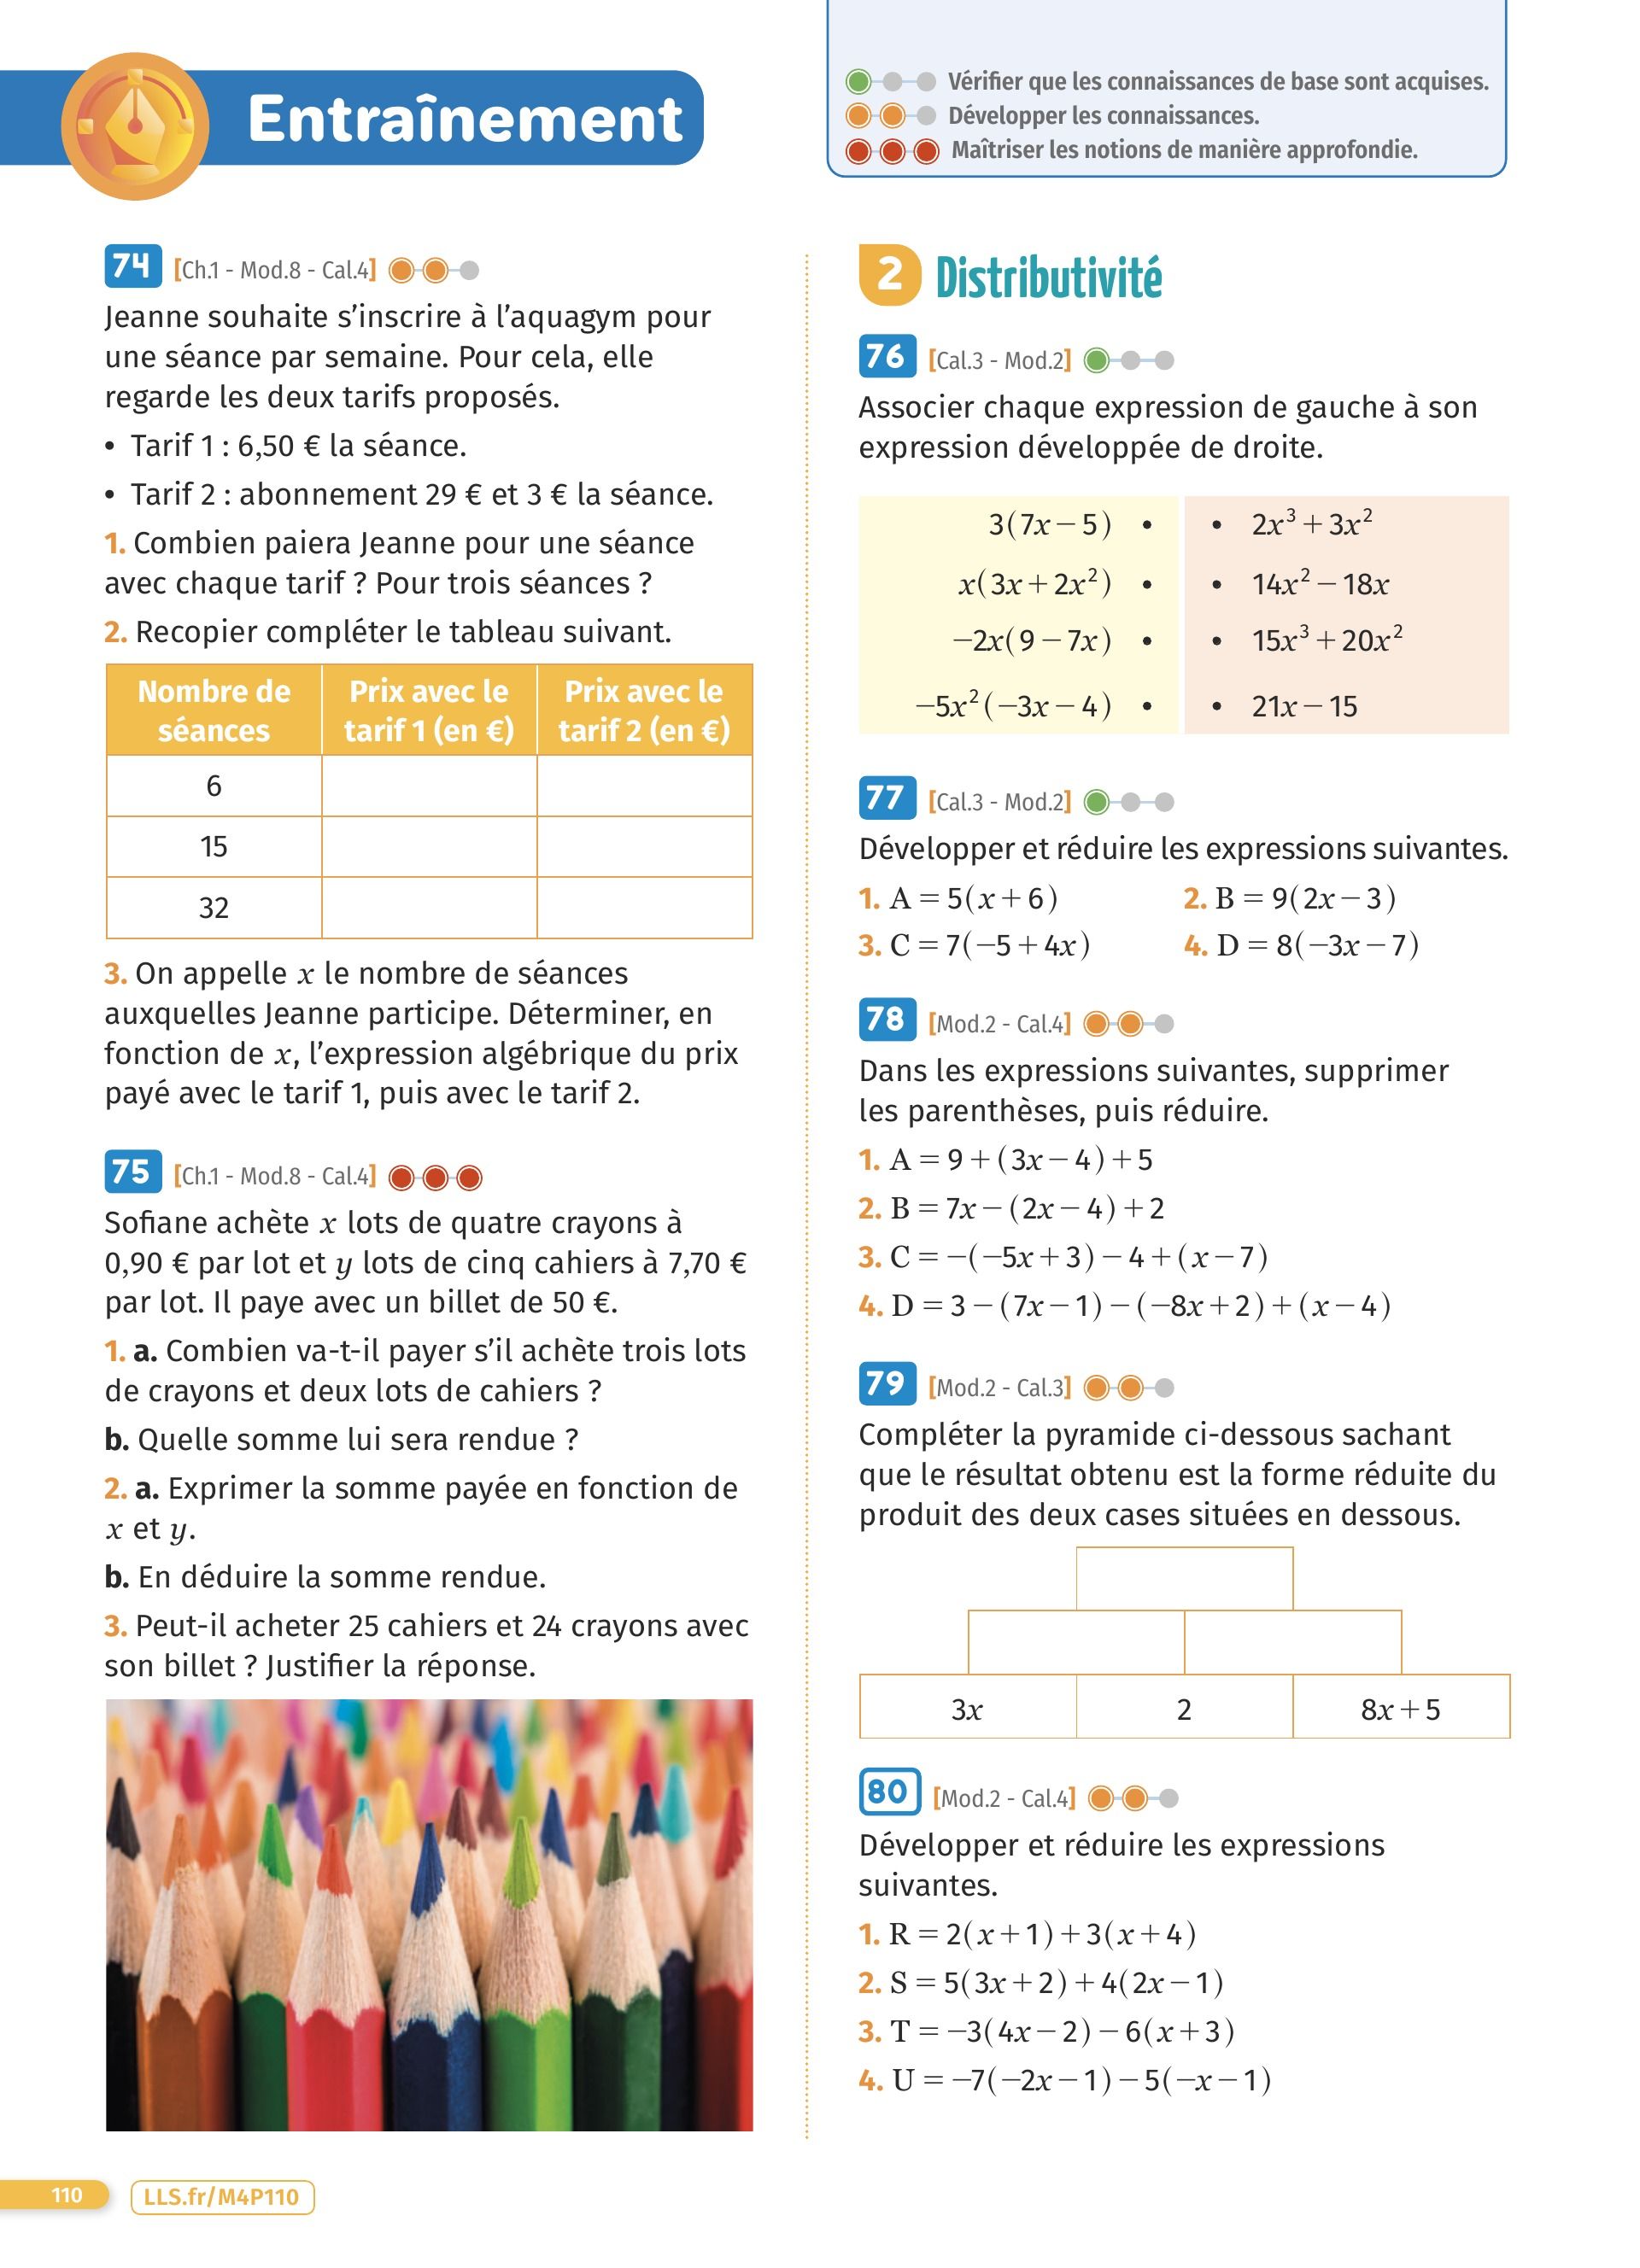 Entraînement
Vérifier que les connaissances de base sont acquises.
Développer les connaissances.
Maîtriser les notions de manière approfondie.
74 [Ch.1 - Mod.8 - Cal.4]
Jeanne souhaite s’inscrire à l’aquagym pour
une séance par semaine. Pour cela, elle
regarde les deux tarifs proposés.
• Tarif 1 : 6,50 € la séance.
• Tarif 2 : abonnement 29 € et 3 € la séance.
1. Combien paiera Jeanne pour une séance
avec chaque tarif ? Pour trois séances ?
2. Recopier compléter le tableau suivant.
Nombre de séances | Prix avec le tarif 1 (en €) | Prix avec le tarif 2 (en €)
6
15
32
3. On appelle x le nombre de séances
auxquelles Jeanne participe. Déterminer, en
fonction de x, l’expression algébrique du prix
payé avec le tarif 1, puis avec le tarif 2.
75 [Ch.1 - Mod.8 - Cal.4]
Sofiane achète x lots de quatre crayons à
0,90 € par lot et y lots de cinq cahiers à 7,70 €
par lot. Il paye avec un billet de 50 €.
1. a. Combien va-t-il payer s’il achète trois lots
de crayons et deux lots de cahiers ?
b. Quelle somme lui sera rendue ?
2. a. Exprimer la somme payée en fonction de
x et y.
b. En déduire la somme rendue.
3. Peut-il acheter 25 cahiers et 24 crayons avec
son billet ? Justifier la réponse.
2 Distributivité
76 [Cal.3 - Mod.2]
Associer chaque expression de gauche à son
expression développée de droite.
3(7x − 5) • • 2x³ + 3x²
x(3x + 2x²) • • 14x² − 18x
−2x(9 − 7x) • • 15x³ + 20x²
−5x²(−3x − 4) • • 21x − 15
77 [Cal.3 - Mod.2]
Développer et réduire les expressions suivantes.
1. A = 5(x + 6) 2. B = 9(2x − 3)
3. C = 7(−5 + 4x) 4. D = 8(−3x − 7)
78 [Mod.2 - Cal.4]
Dans les expressions suivantes, supprimer
les parenthèses, puis réduire.
1. A = 9 + (3x − 4) + 5
2. B = 7x − (2x − 4) + 2
3. C = −(−5x + 3) − 4 + (x − 7)
4. D = 3 − (7x − 1) − (−8x + 2) + (x − 4)
79 [Mod.2 - Cal.3]
Compléter la pyramide ci-dessous sachant
que le résultat obtenu est la forme réduite du
produit des deux cases situées en dessous.
3x 2 8x + 5
80 [Mod.2 - Cal.4]
Développer et réduire les expressions
suivantes.
1. R = 2(x + 1) + 3(x + 4)
2. S = 5(3x + 2) + 4(2x − 1)
3. T = −3(4x − 2) − 6(x + 3)
4. U = −7(−2x − 1) − 5(−x − 1)
110 LLS.fr/M4P110